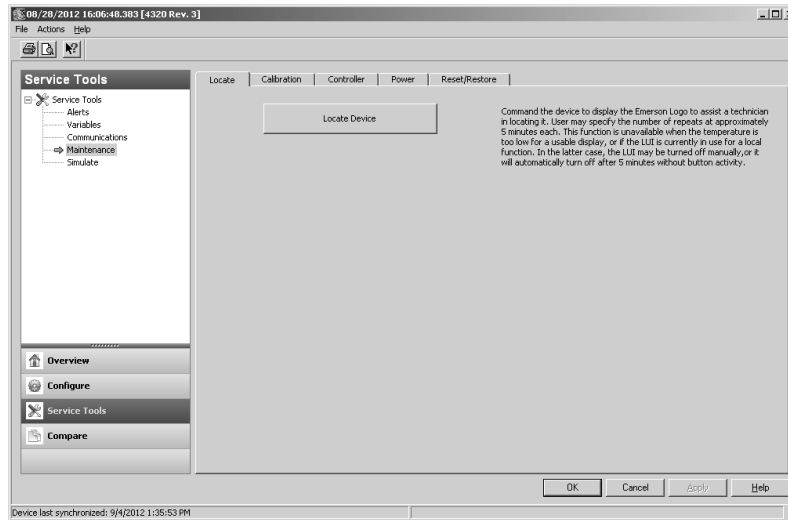 08/28/2012 16:06:48.383 [4320 Rev. 3]
File Actions Help
Service Tools
Service Tools
Alerts
Variables
Communications
Maintenance
Simulate
Overview
Configure
Service Tools
Compare
Locate Calibration Controller Power Reset/Restore
Locate Device
Command the device to display the Emerson Logo to assist a technician
in locating it. User may specify the number of repeats at approximately
5 minutes each. This function is unavailable when the temperature is
too low for a usable display, or if the LUI is currently in use for a local
function. In the latter case, the LUI may be turned off manually,or it
will automatically turn off after 5 minutes without button activity.
OK Cancel Apply Help
Device last synchronized: 9/4/2012 1:35:53 PM